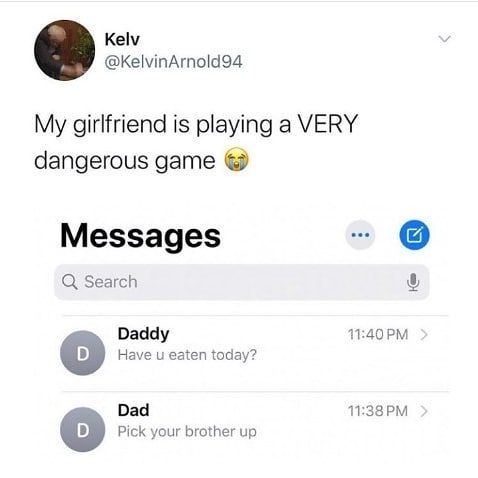 Kelv
@KelvinArnold94
My girlfriend is playing a VERY
dangerous game 😭
Messages
Search
D
Daddy
11:40 PM
Have u eaten today?
D
Dad
11:38 PM
Pick your brother up